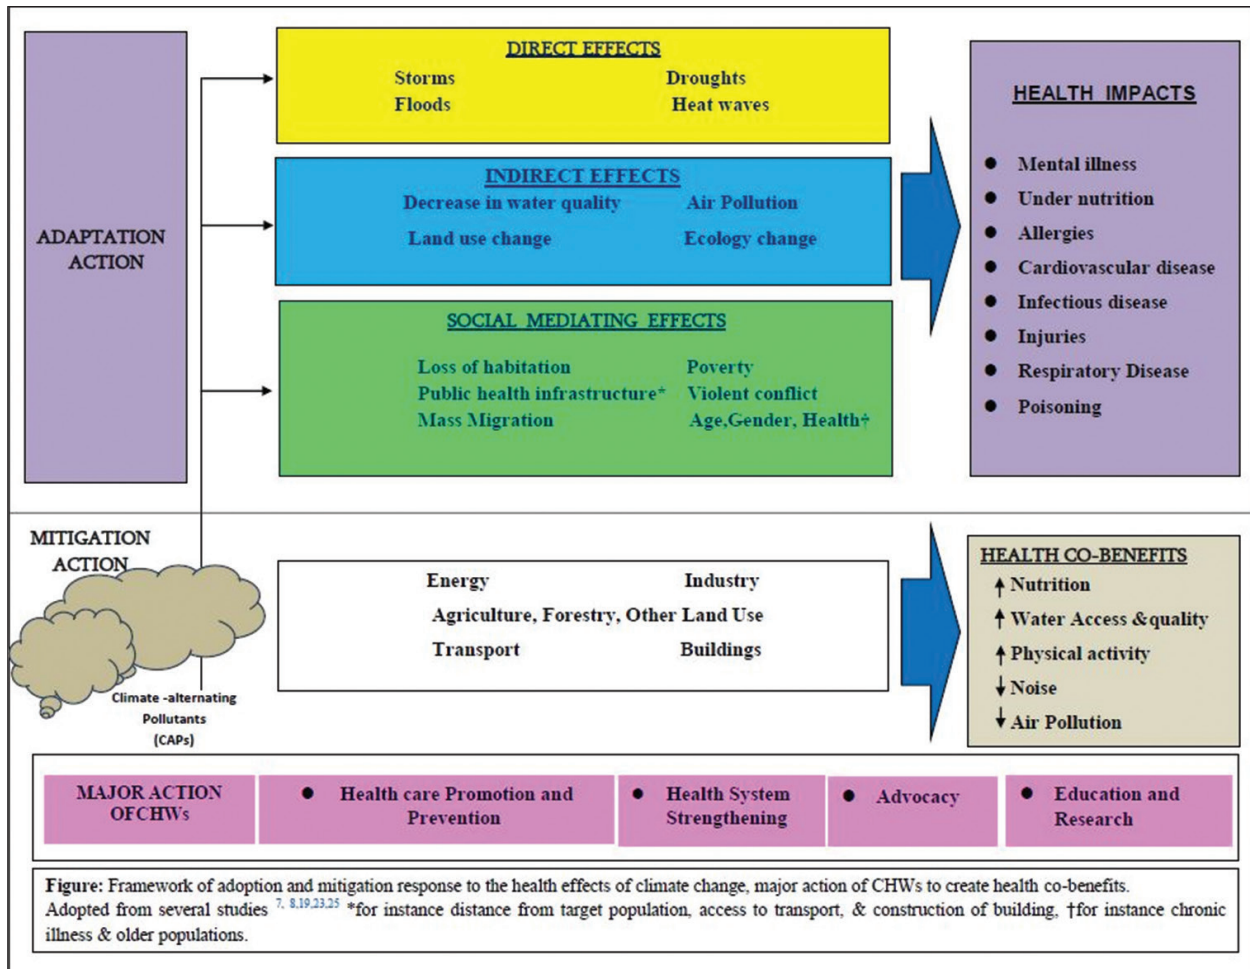 ADAPTATION
ACTION
DIRECT EFFECTS
Storms Droughts
Floods Heat waves
INDIRECT EFFECTS
Decrease in water quality Air Pollution
Land use change Ecology change
SOCIAL MEDIATING EFFECTS
Loss of habitation Poverty
Public health infrastructure* Violent conflict
Mass Migration Age,Gender, Health†
HEALTH IMPACTS
● Mental illness
● Under nutrition
● Allergies
● Cardiovascular disease
● Infectious disease
● Injuries
● Respiratory Disease
● Poisoning
MITIGATION
ACTION
Climate -alternating
Pollutants
(CAPs)
Energy Industry
Agriculture, Forestry, Other Land Use
Transport Buildings
HEALTH CO-BENEFITS
↑ Nutrition
↑ Water Access &quality
↑ Physical activity
↓ Noise
↓ Air Pollution
MAJOR ACTION
OFCHWs
● Health care Promotion and
Prevention
● Health System
Strengthening
● Advocacy
● Education and
Research
Figure: Framework of adoption and mitigation response to the health effects of climate change, major action of CHWs to create health co-benefits.
Adopted from several studies 7, 8,19,23,25 *for instance distance from target population, access to transport, & construction of building, †for instance chronic
illness & older populations.